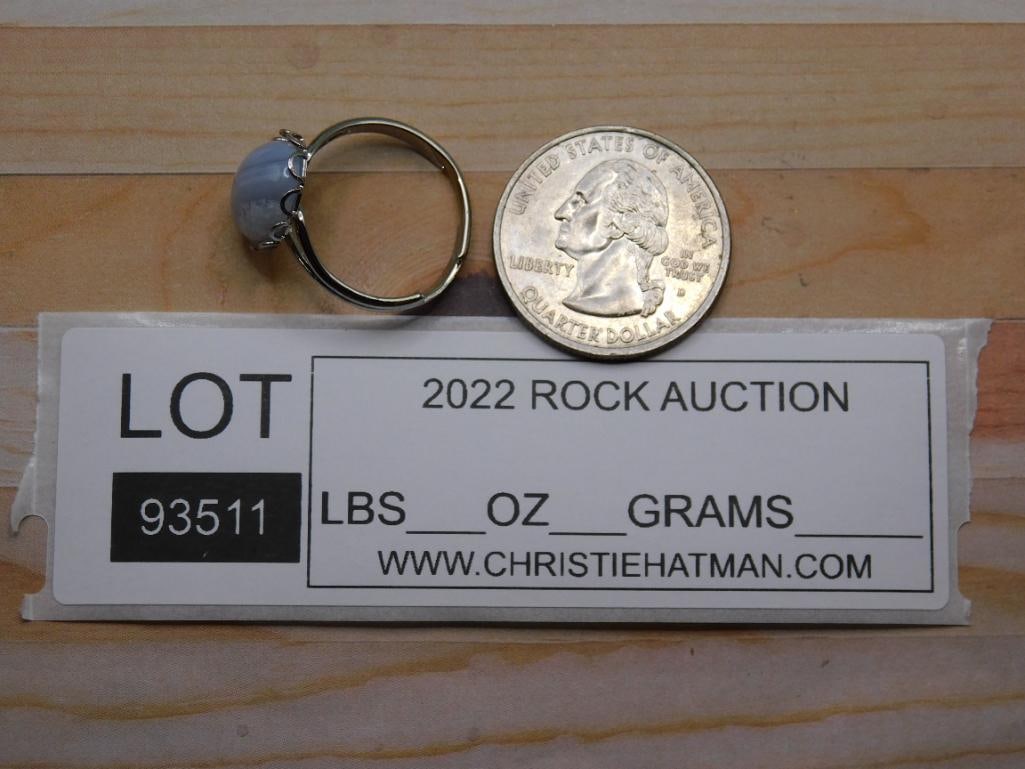 UNITED STATES OF AMERICA
LIBERTY
IN
GOD WE
TRUST
D
QUARTER DOLLAR
LOT
93511
2022 ROCK AUCTION
LBS___OZ___GRAMS_____
WWW.CHRISTIEHATMAN.COM